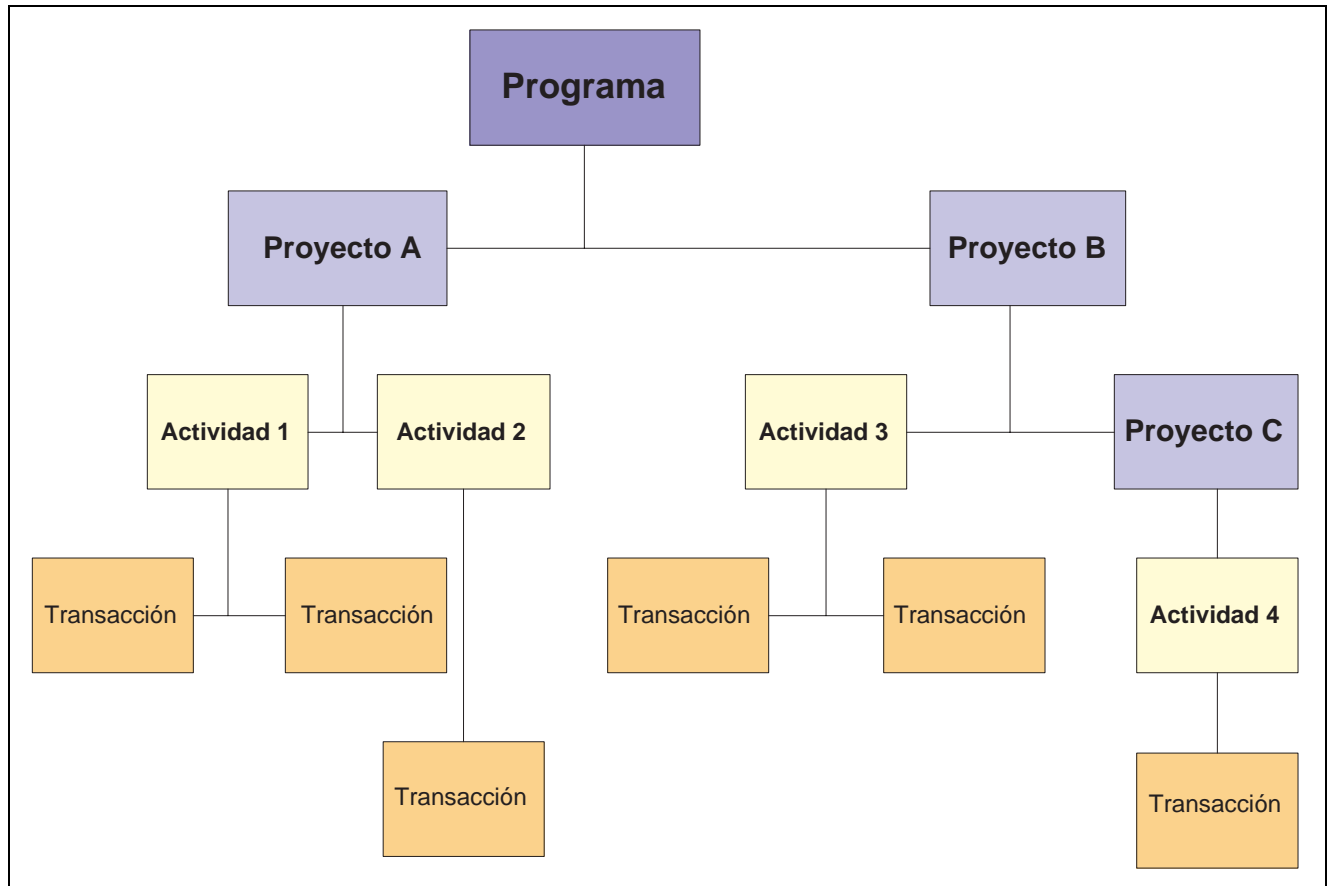 Programa
Proyecto A
Proyecto B
Actividad 1
Actividad 2
Actividad 3
Proyecto C
Transacción
Transacción
Transacción
Transacción
Actividad 4
Transacción
Transacción